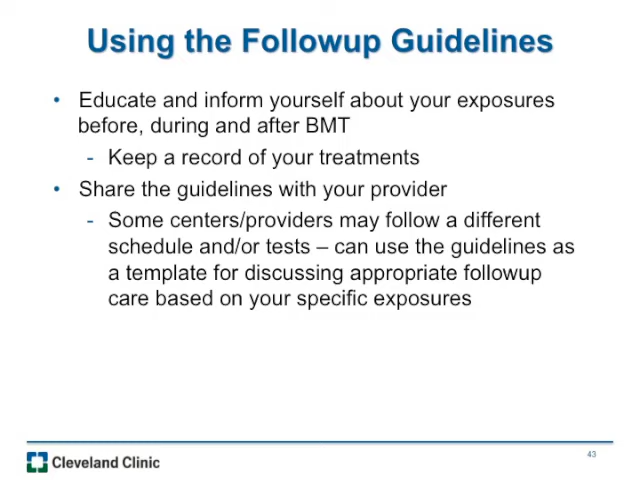 Using the Followup Guidelines
• Educate and inform yourself about your exposures
before, during and after BMT
- Keep a record of your treatments
• Share the guidelines with your provider
- Some centers/providers may follow a different
schedule and/or tests – can use the guidelines as
a template for discussing appropriate followup
care based on your specific exposures
43
Cleveland Clinic